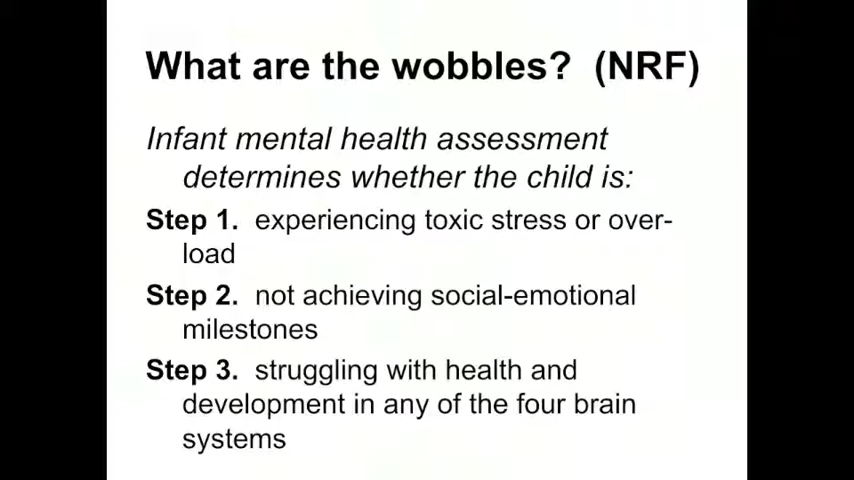 What are the wobbles?  (NRF)
Infant mental health assessment
determines whether the child is:
Step 1.  experiencing toxic stress or over-
load
Step 2.  not achieving social-emotional
milestones
Step 3.  struggling with health and
development in any of the four brain
systems